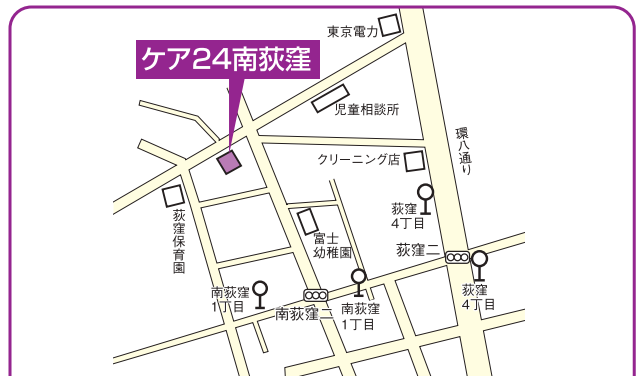 東京電力
ケア24南荻窪
児童相談所
環八通り
クリーニング店
荻窪
4丁目
荻窪保育園
富士
幼稚園
荻窪二
南荻窪
1丁目
南荻窪二
南荻窪
1丁目
荻窪
4丁目